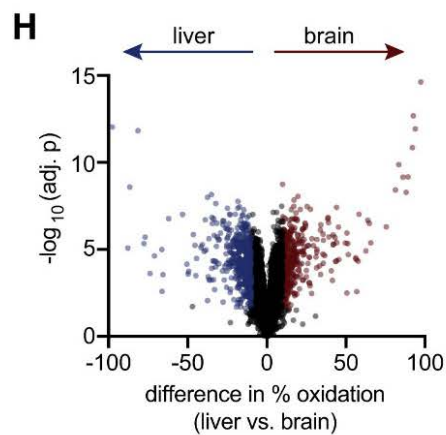 H
liver brain
15
10
5
0
-log10 (adj. p)
-100 -50 0 50 100
difference in % oxidation
(liver vs. brain)